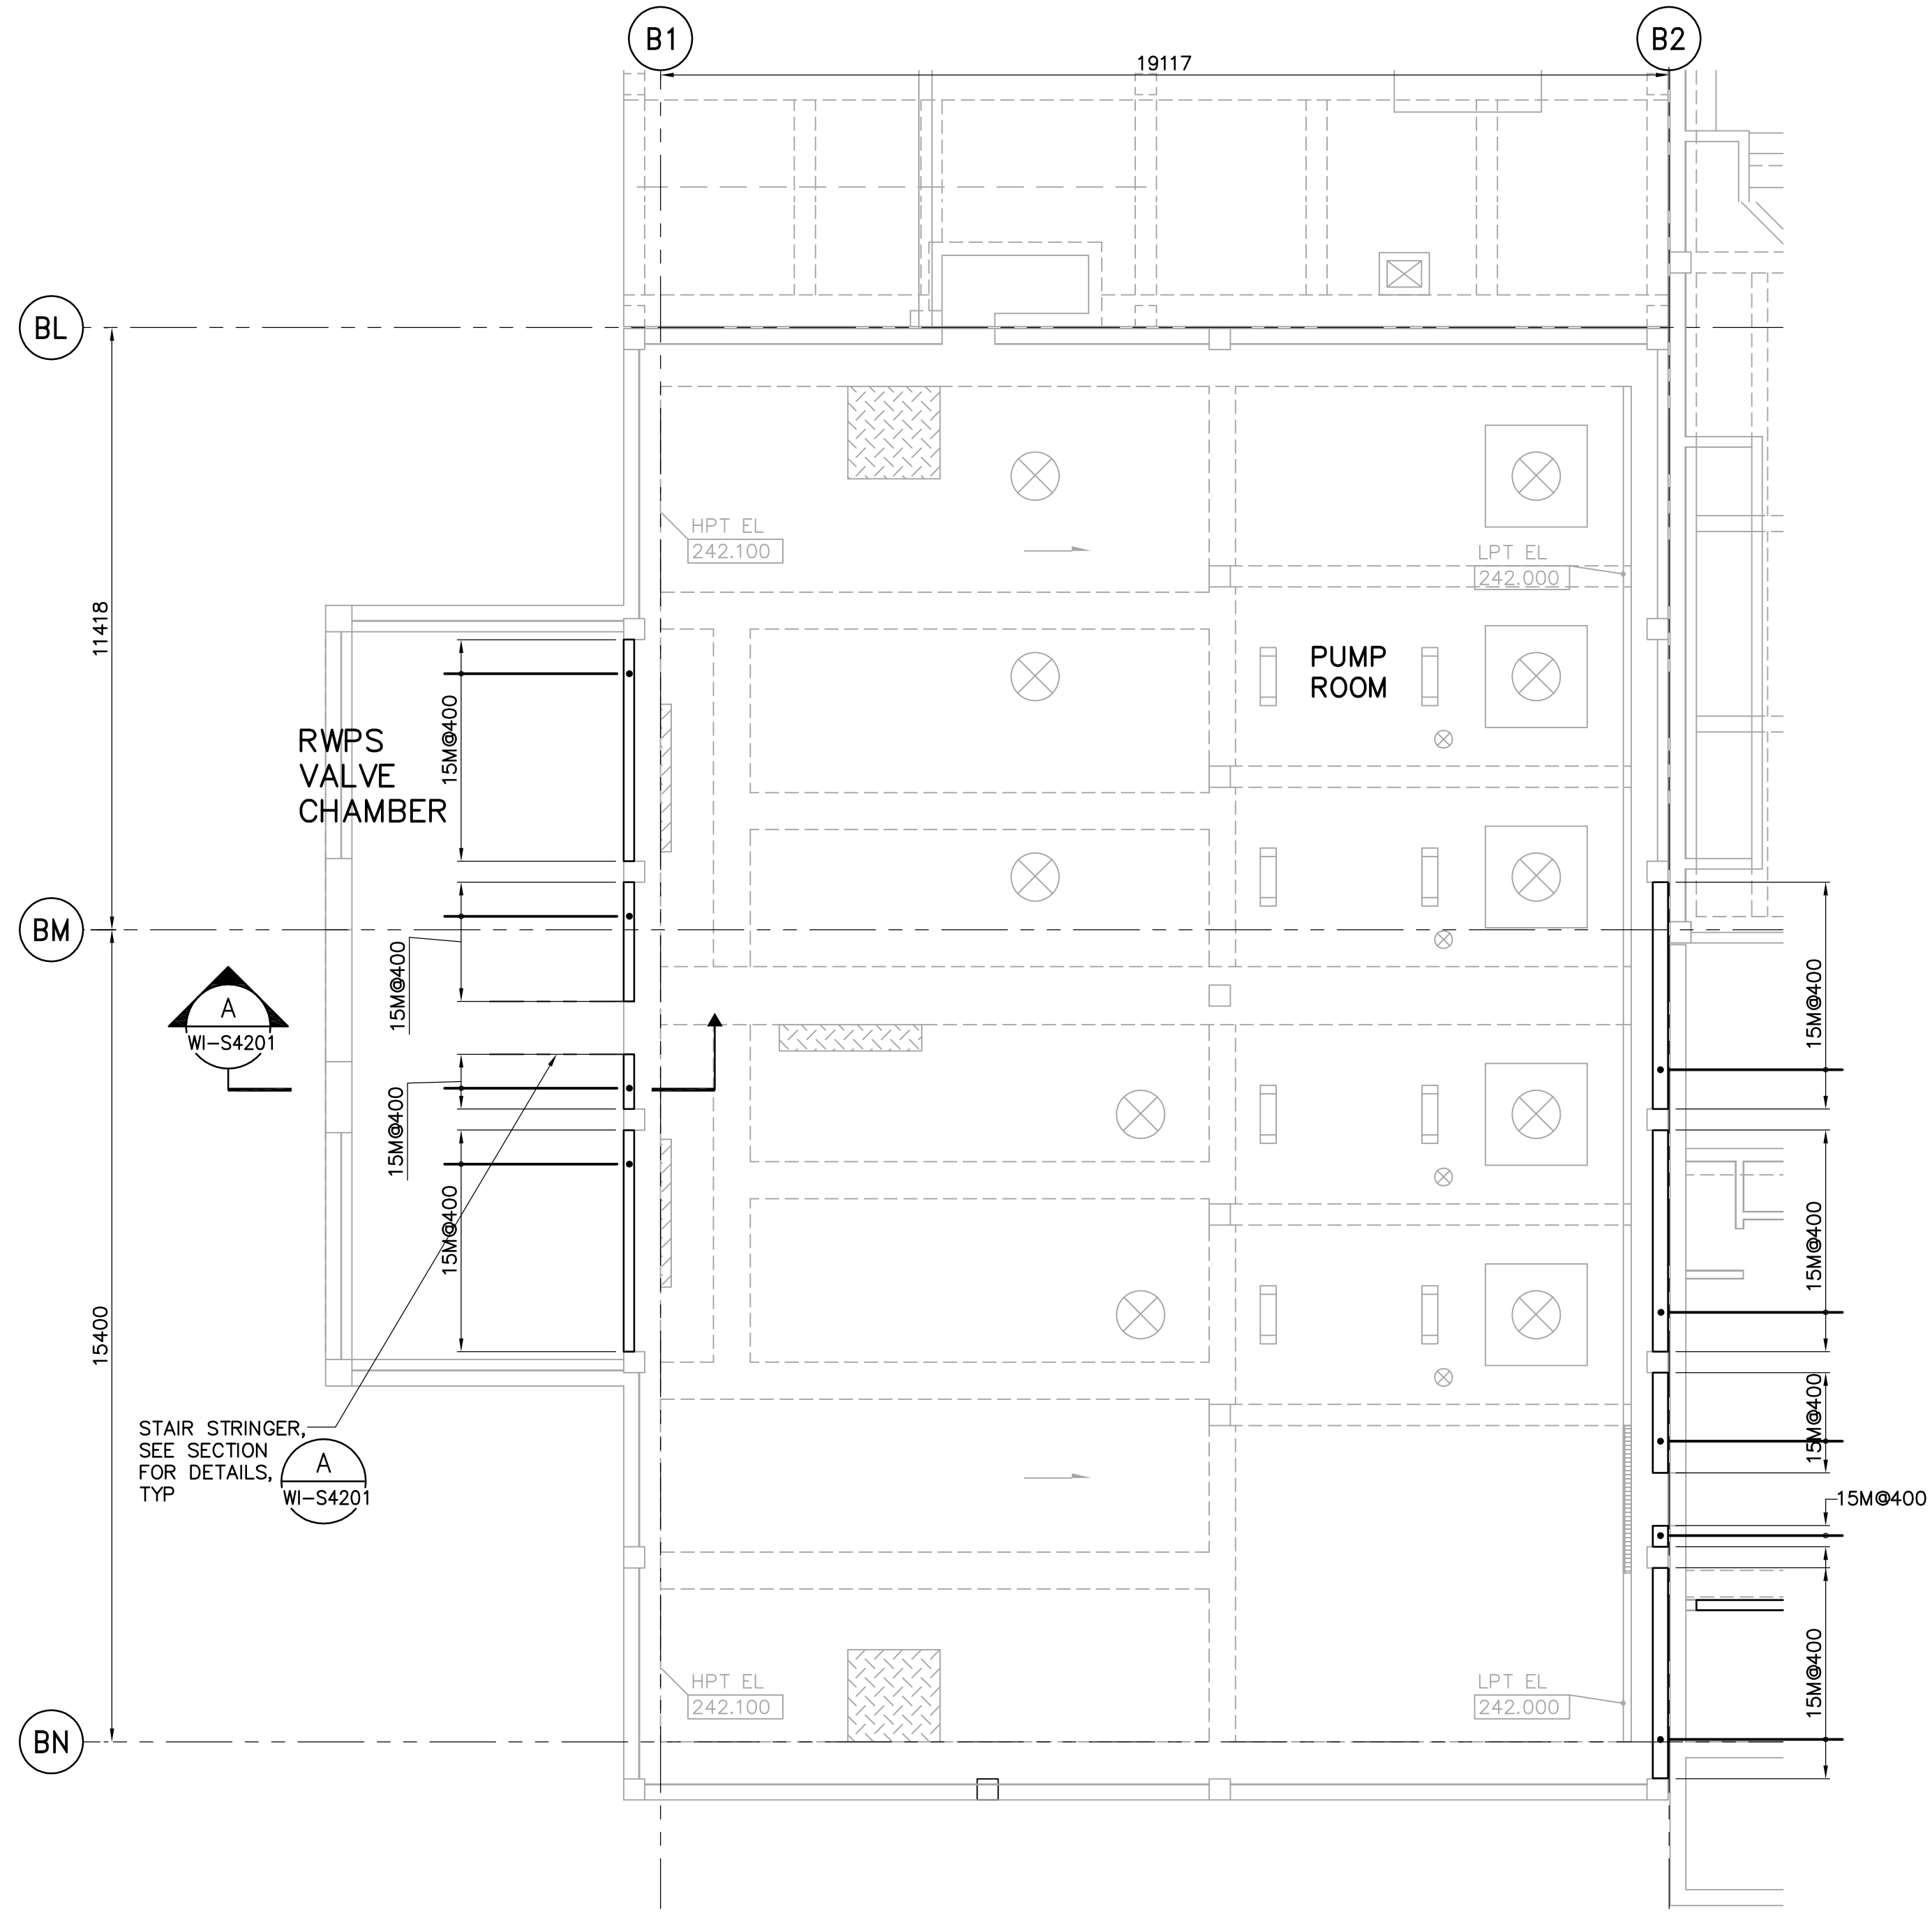 B1
B2
19117
BL
HPT EL
242.100
LPT EL
242.000
11418
PUMP
ROOM
15M@400
RWPS
VALVE
CHAMBER
BM
15M@400
15M@400
A
WI-S4201
15M@400
15M@400
15M@400
15400
15M@400
STAIR STRINGER,
SEE SECTION
FOR DETAILS,
TYP
A
WI-S4201
15M@400
15M@400
HPT EL
242.100
LPT EL
242.000
BN